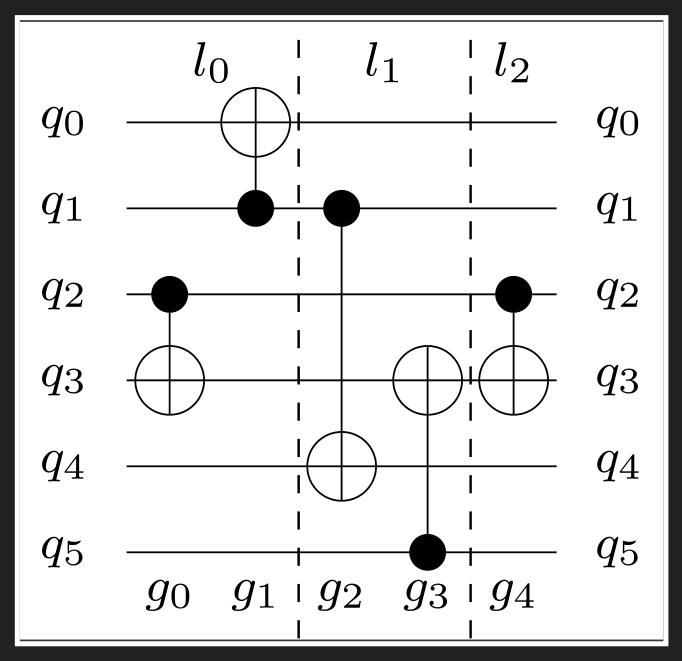 l₀ l₁ l₂
q₀ q₀
q₁ q₁
q₂ q₂
q₃ q₃
q₄ q₄
q₅ q₅
g₀ g₁ g₂ g₃ g₄